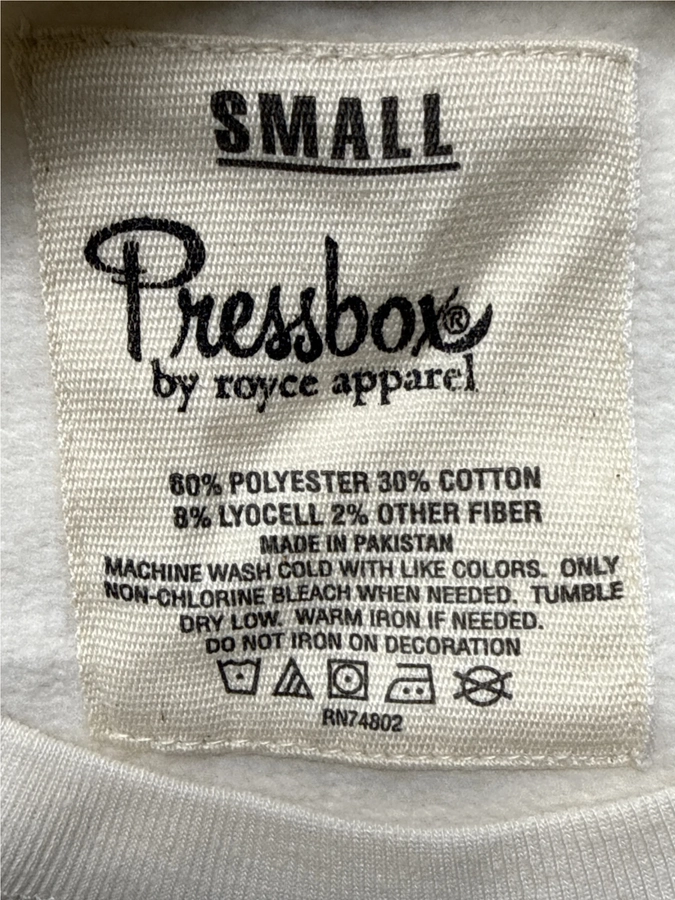 SMALL
Pressbox®
by royce apparel
60% POLYESTER 30% COTTON
8% LYOCELL 2% OTHER FIBER
MADE IN PAKISTAN
MACHINE WASH COLD WITH LIKE COLORS. ONLY
NON-CHLORINE BLEACH WHEN NEEDED. TUMBLE
DRY LOW. WARM IRON IF NEEDED.
DO NOT IRON ON DECORATION
RN74802